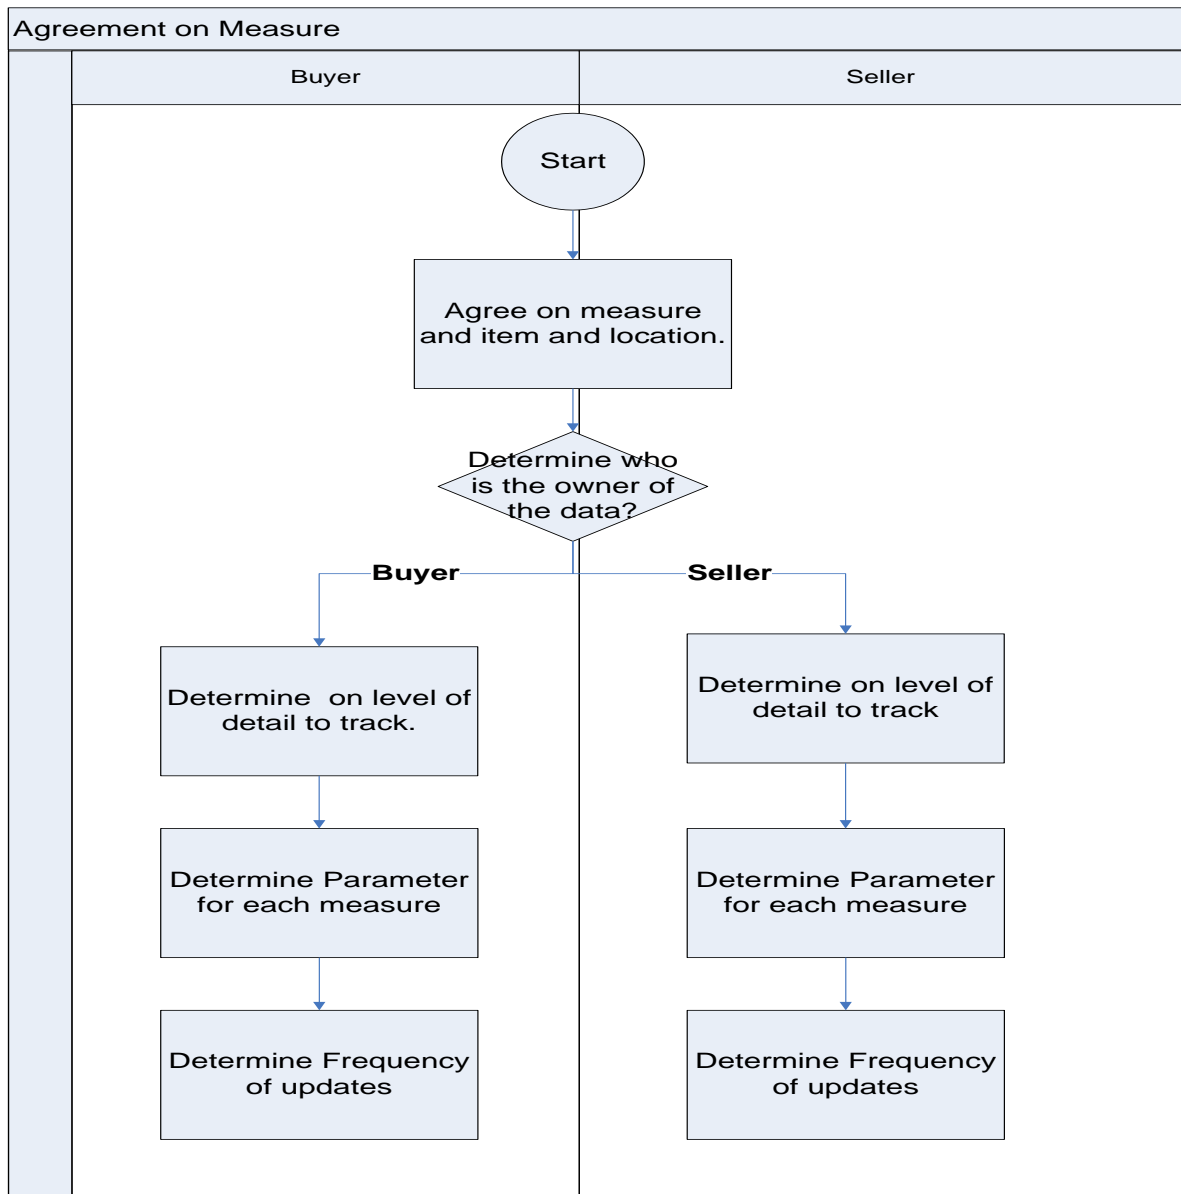 Agreement on Measure
Buyer
Seller
Start
Agree on measure
and item and location.
Determine who
is the owner of
the data?
Buyer
Seller
Determine  on level of
detail to track.
Determine on level of
detail to track
Determine Parameter
for each measure
Determine Parameter
for each measure
Determine Frequency
of updates
Determine Frequency
of updates